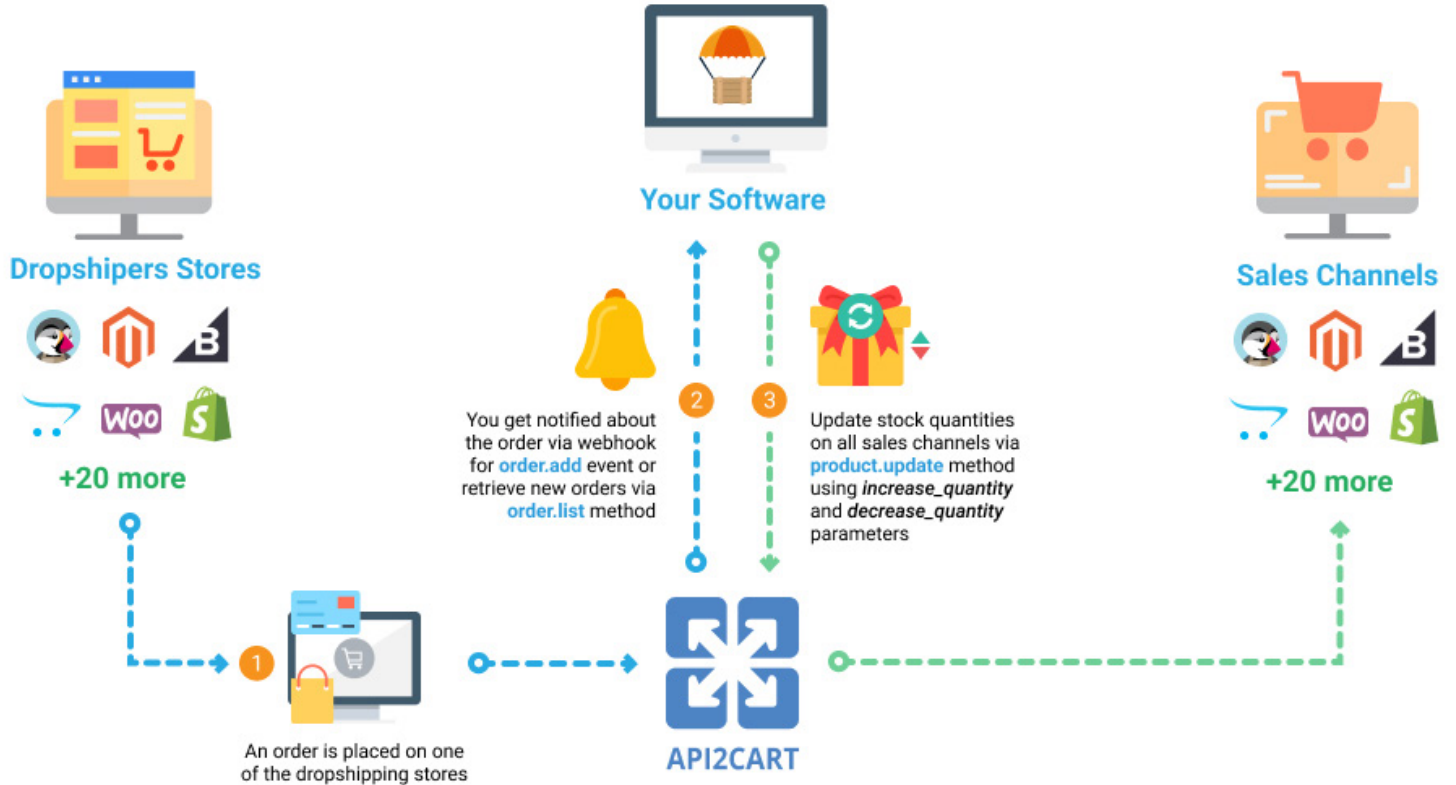 Your Software
Dropshipers Stores
B
WOO
S
+20 more
Sales Channels
B
WOO
S
+20 more
2
You get notified about
the order via webhook
for order.add event or
retrieve new orders via
order.list method
3
Update stock quantities
on all sales channels via
product.update method
using increase_quantity
and decrease_quantity
parameters
1
An order is placed on one
of the dropshipping stores
API2CART